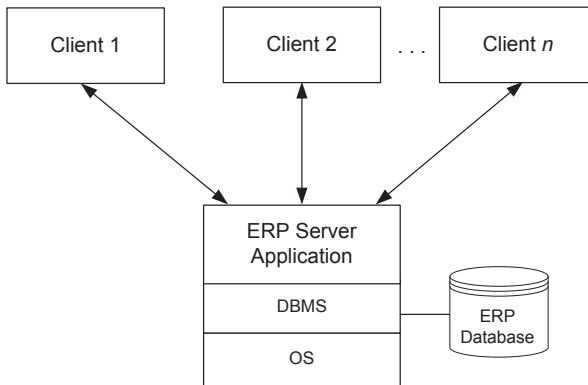 Client 1
Client 2
. . .
Client n
ERP Server
Application
DBMS
OS
ERP
Database